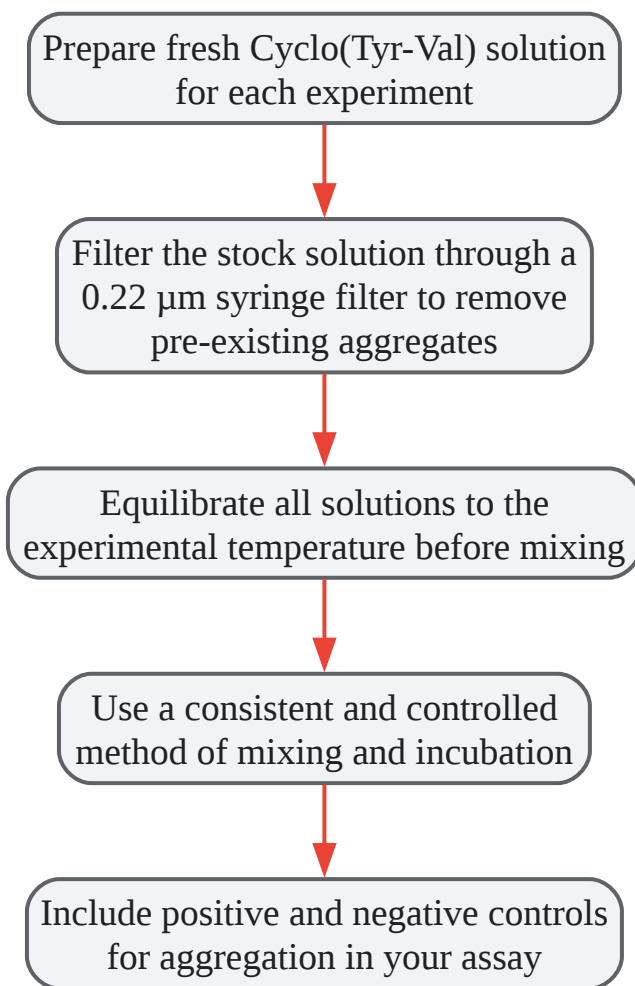 Prepare fresh Cyclo(Tyr-Val) solution
for each experiment
Filter the stock solution through a
0.22 µm syringe filter to remove
pre-existing aggregates
Equilibrate all solutions to the
experimental temperature before mixing
Use a consistent and controlled
method of mixing and incubation
Include positive and negative controls
for aggregation in your assay